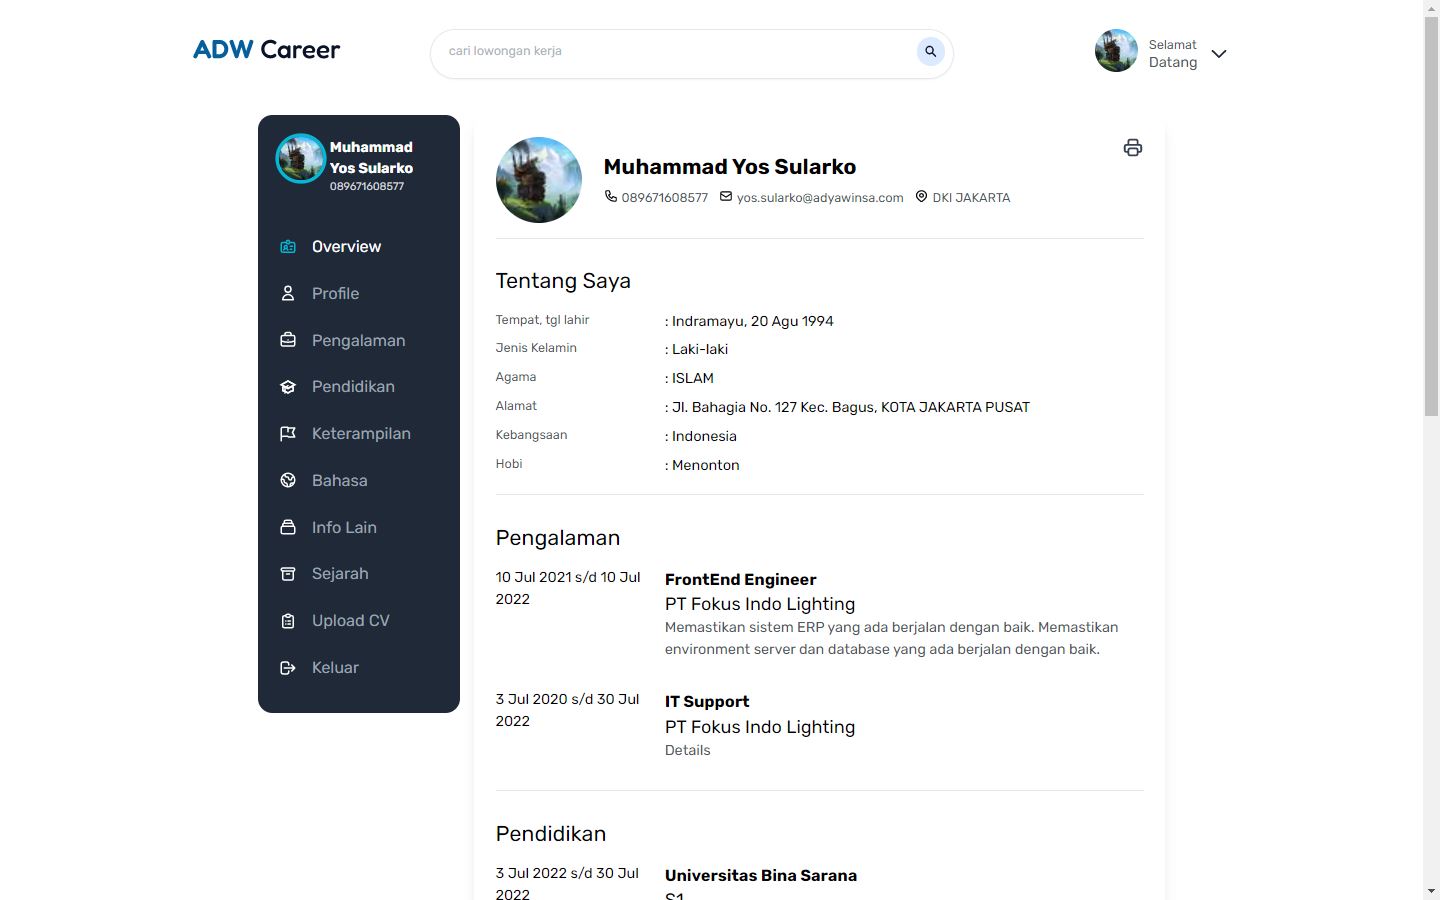 ADW Career
cari lowongan kerja
Selamat
Datang
Muhammad
Yos Sularko
089671608577
Overview
Profile
Pengalaman
Pendidikan
Keterampilan
Bahasa
Info Lain
Sejarah
Upload CV
Keluar
Muhammad Yos Sularko
089671608577 yos.sularko@adyawinsa.com DKI JAKARTA
Tentang Saya
Tempat, tgl lahir : Indramayu, 20 Agu 1994
Jenis Kelamin : Laki-laki
Agama : ISLAM
Alamat : Jl. Bahagia No. 127 Kec. Bagus, KOTA JAKARTA PUSAT
Kebangsaan : Indonesia
Hobi : Menonton
Pengalaman
10 Jul 2021 s/d 10 Jul
2022
FrontEnd Engineer
PT Fokus Indo Lighting
Memastikan sistem ERP yang ada berjalan dengan baik. Memastikan
environment server dan database yang ada berjalan dengan baik.
3 Jul 2020 s/d 30 Jul
2022
IT Support
PT Fokus Indo Lighting
Details
Pendidikan
3 Jul 2022 s/d 30 Jul
2022
Universitas Bina Sarana
S1